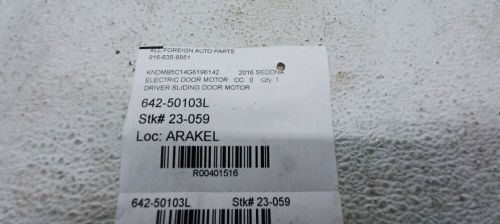 ALL FOREIGN AUTO PARTS
916-635-8951
KNDMB5C14G6196142 2016 SEDONA
ELECTRIC DOOR MOTOR CC: 0 Qty: 1
DRIVER SLIDING DOOR MOTOR
642-50103L
Stk# 23-059
Loc: ARAKEL
R00401516
642-50103L Stk# 23-059